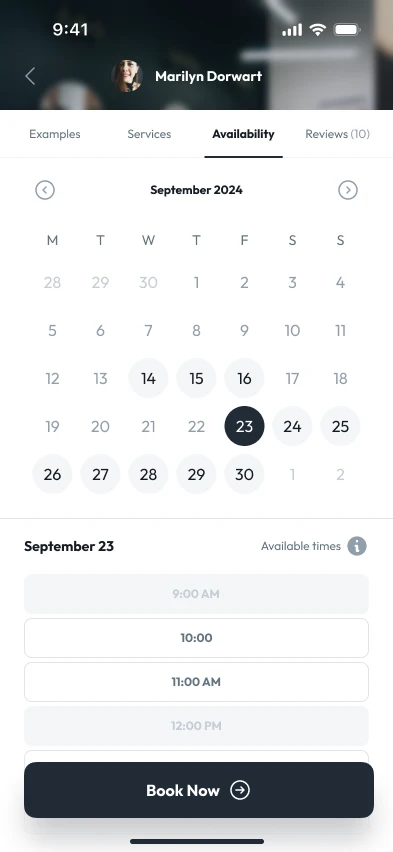 9:41
Marilyn Dorwart
Examples Services Availability Reviews (10)
September 2024
M T W T F S S
28 29 30 1 2 3 4
5 6 7 8 9 10 11
12 13 14 15 16 17 18
19 20 21 22 23 24 25
26 27 28 29 30 1 2
September 23 Available times
9:00 AM
10:00
11:00 AM
12:00 PM
Book Now